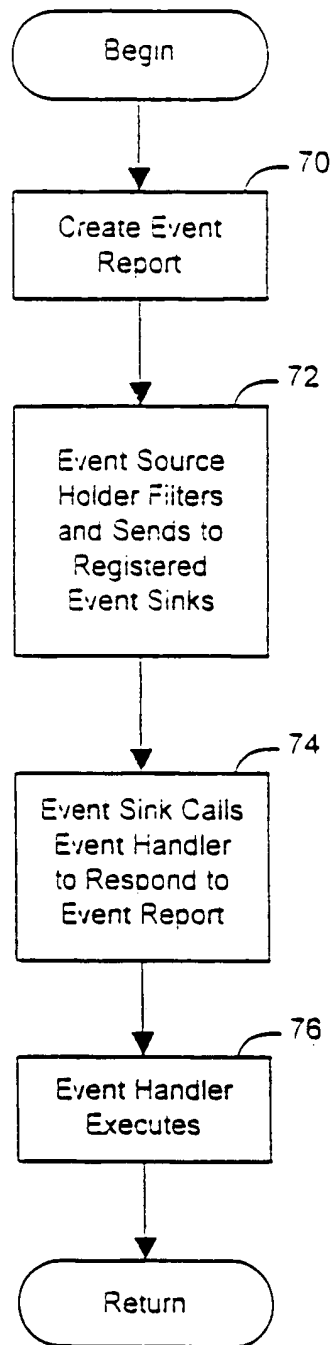 Begin
70
Create Event
Report
72
Event Source
Holder Filters
and Sends to
Registered
Event Sinks
74
Event Sink Calls
Event Handler
to Respond to
Event Report
76
Event Handler
Executes
Return